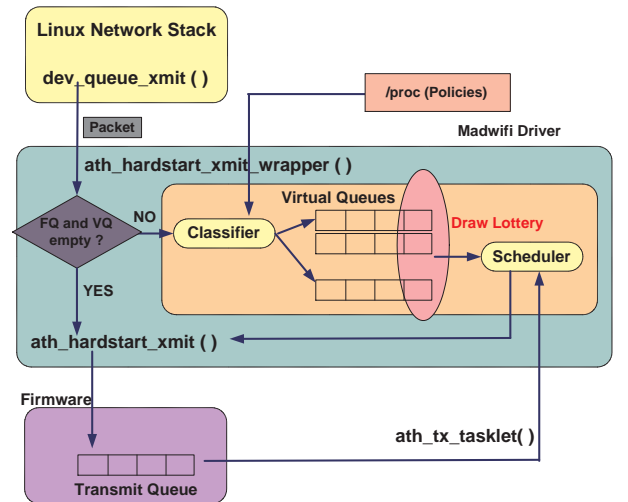 Linux Network Stack
dev_queue_xmit ( )
/proc (Policies)
Packet
Madwifi Driver
ath_hardstart_xmit_wrapper ( )
Virtual Queues
FQ and VQ
empty ?
NO
Classifier
Draw Lottery
Scheduler
YES
ath_hardstart_xmit ( )
Firmware
ath_tx_tasklet( )
Transmit Queue